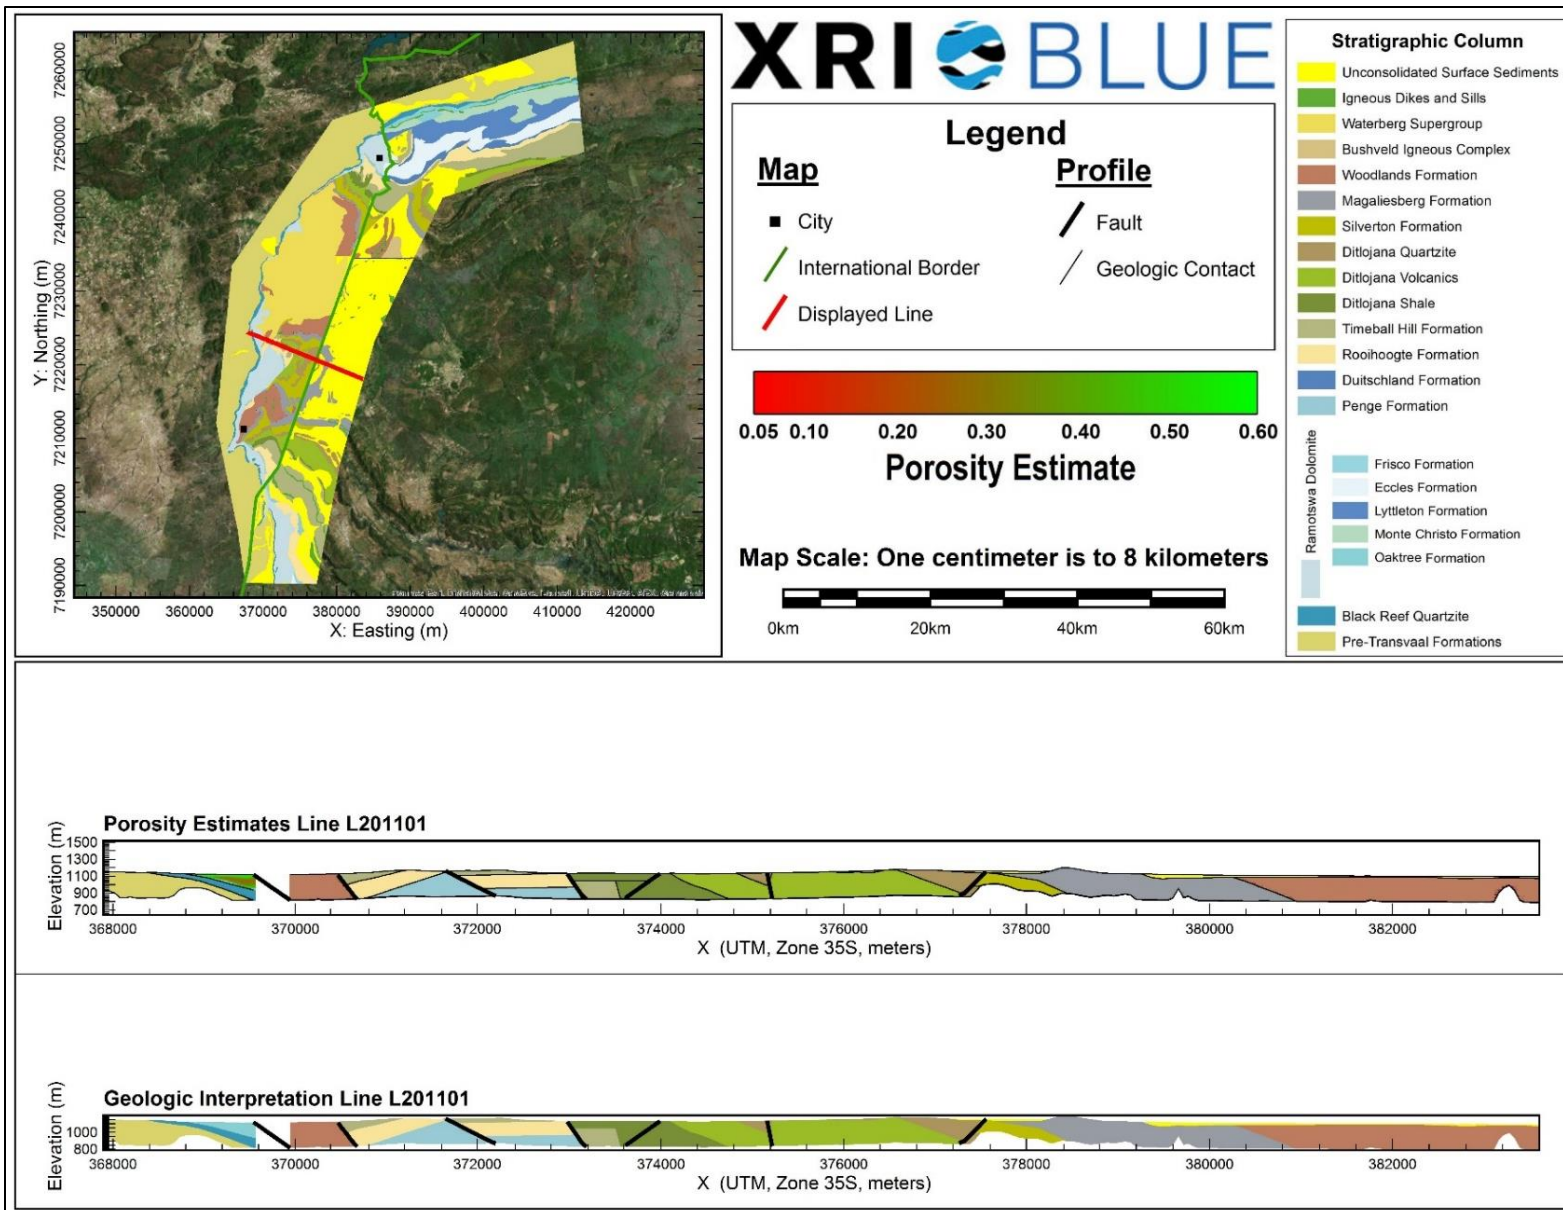 XRI BLUE
7260000
7250000
7240000
7230000
7220000
7210000
7200000
7190000
Y: Northing (m)
350000 360000 370000 380000 390000 400000 410000 420000
X: Easting (m)
Legend
Map
City
International Border
Displayed Line
Profile
Fault
Geologic Contact
0.05 0.10 0.20 0.30 0.40 0.50 0.60
Porosity Estimate
Map Scale: One centimeter is to 8 kilometers
0km 20km 40km 60km
Stratigraphic Column
Unconsolidated Surface Sediments
Igneous Dikes and Sills
Waterberg Supergroup
Bushveld Igneous Complex
Woodlands Formation
Magaliesberg Formation
Silverton Formation
Ditlojana Quartzite
Ditlojana Volcanics
Ditlojana Shale
Timeball Hill Formation
Rooihoogte Formation
Duitschland Formation
Penge Formation
Ramotswa Dolomite
Frisco Formation
Eccles Formation
Lyttleton Formation
Monte Christo Formation
Oaktree Formation
Black Reef Quartzite
Pre-Transvaal Formations
Porosity Estimates Line L201101
Elevation (m)
1500
1300
1100
900
700
368000 370000 372000 374000 376000 378000 380000 382000
X (UTM, Zone 35S, meters)
Geologic Interpretation Line L201101
Elevation (m)
1000
800
368000 370000 372000 374000 376000 378000 380000 382000
X (UTM, Zone 35S, meters)